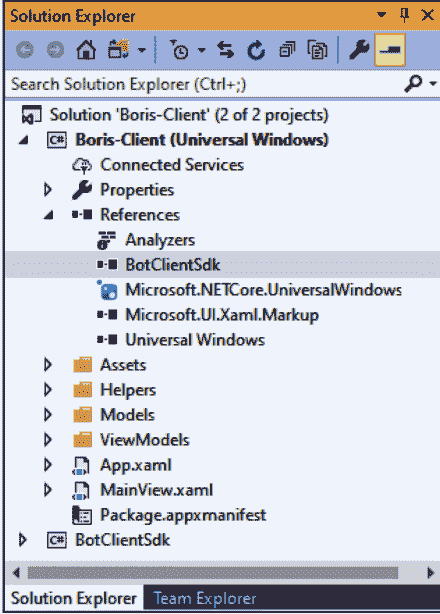 Solution Explorer
Search Solution Explorer (Ctrl+;)
Solution 'Boris-Client' (2 of 2 projects)
C# Boris-Client (Universal Windows)
Connected Services
Properties
References
Analyzers
BotClientSdk
Microsoft.NETCore.UniversalWindows
Microsoft.UI.Xaml.Markup
Universal Windows
Assets
Helpers
Models
ViewModels
App.xaml
MainView.xaml
Package.appxmanifest
C# BotClientSdk
Solution Explorer Team Explorer